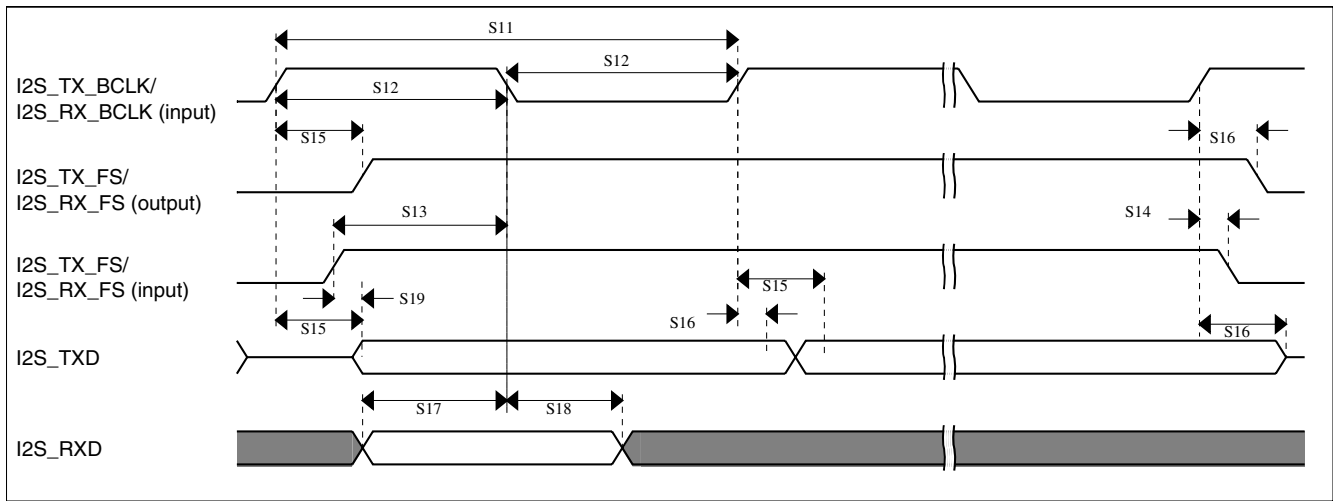 S11
I2S_TX_BCLK/
I2S_RX_BCLK (input)
S12
S12
S15
S16
I2S_TX_FS/
I2S_RX_FS (output)
S13
S14
I2S_TX_FS/
I2S_RX_FS (input)
S19
S15
S15
S16
S16
I2S_TXD
S17
S18
I2S_RXD